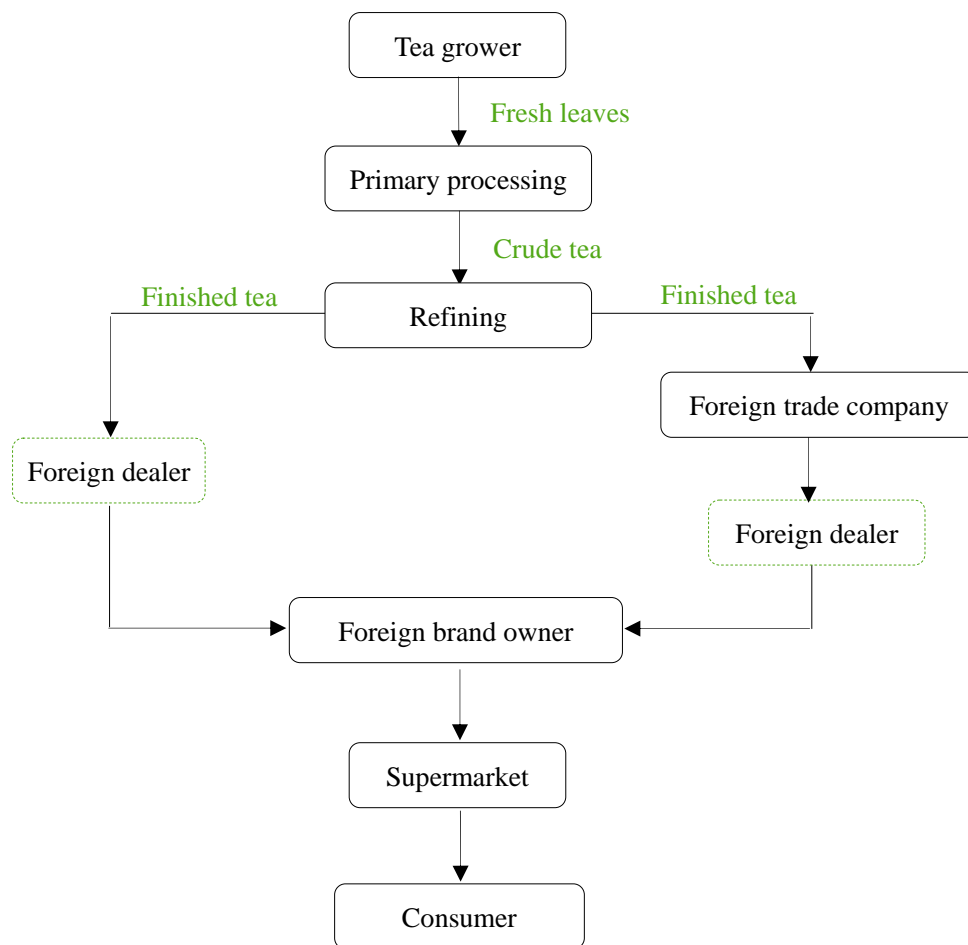 Tea grower
Fresh leaves
Primary processing
Crude tea
Finished tea
Refining
Finished tea
Foreign trade company
Foreign dealer
Foreign dealer
Foreign brand owner
Supermarket
Consumer